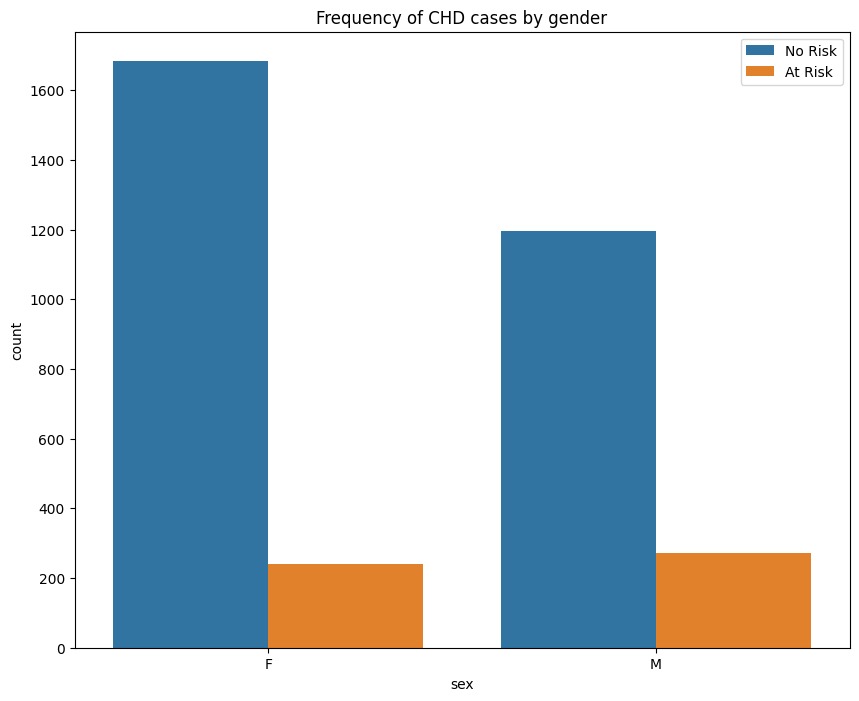 Frequency of CHD cases by gender
No Risk
At Risk
1600
1400
1200
1000
800
600
400
200
0
count
F
M
sex